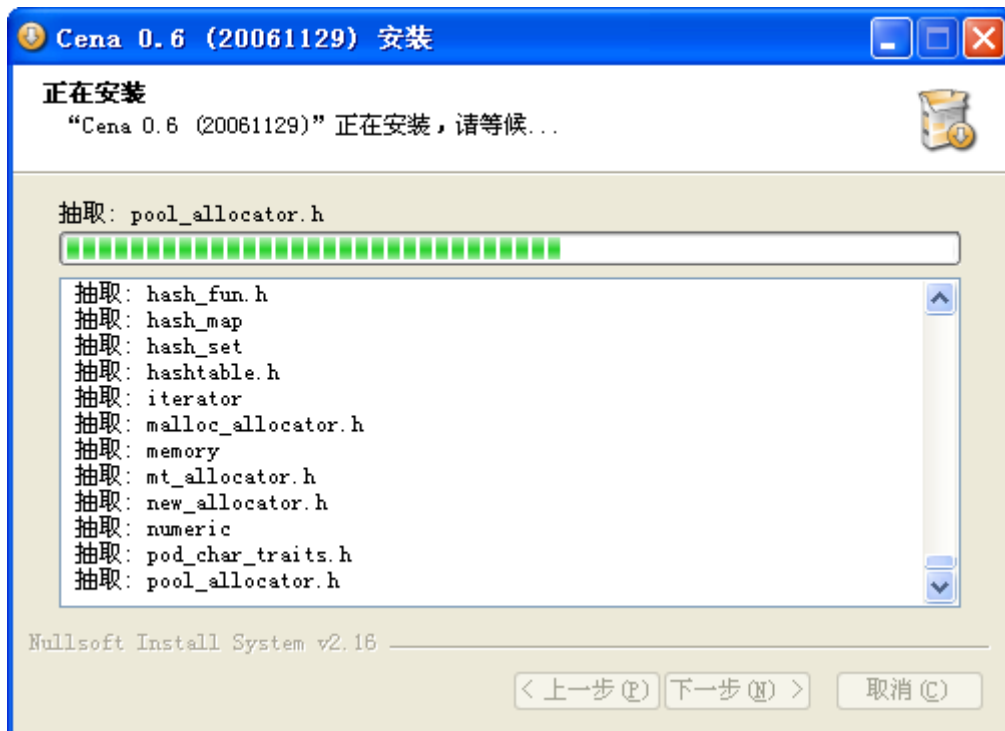 Cena 0.6 (20061129) 安装
正在安装
“Cena 0.6 (20061129)”正在安装，请等候...
抽取: pool_allocator.h
抽取: hash_fun.h
抽取: hash_map
抽取: hash_set
抽取: hashtable.h
抽取: iterator
抽取: malloc_allocator.h
抽取: memory
抽取: mt_allocator.h
抽取: new_allocator.h
抽取: numeric
抽取: pod_char_traits.h
抽取: pool_allocator.h
Nullsoft Install System v2.16
< 上一步(P) 下一步(N) > 取消(C)